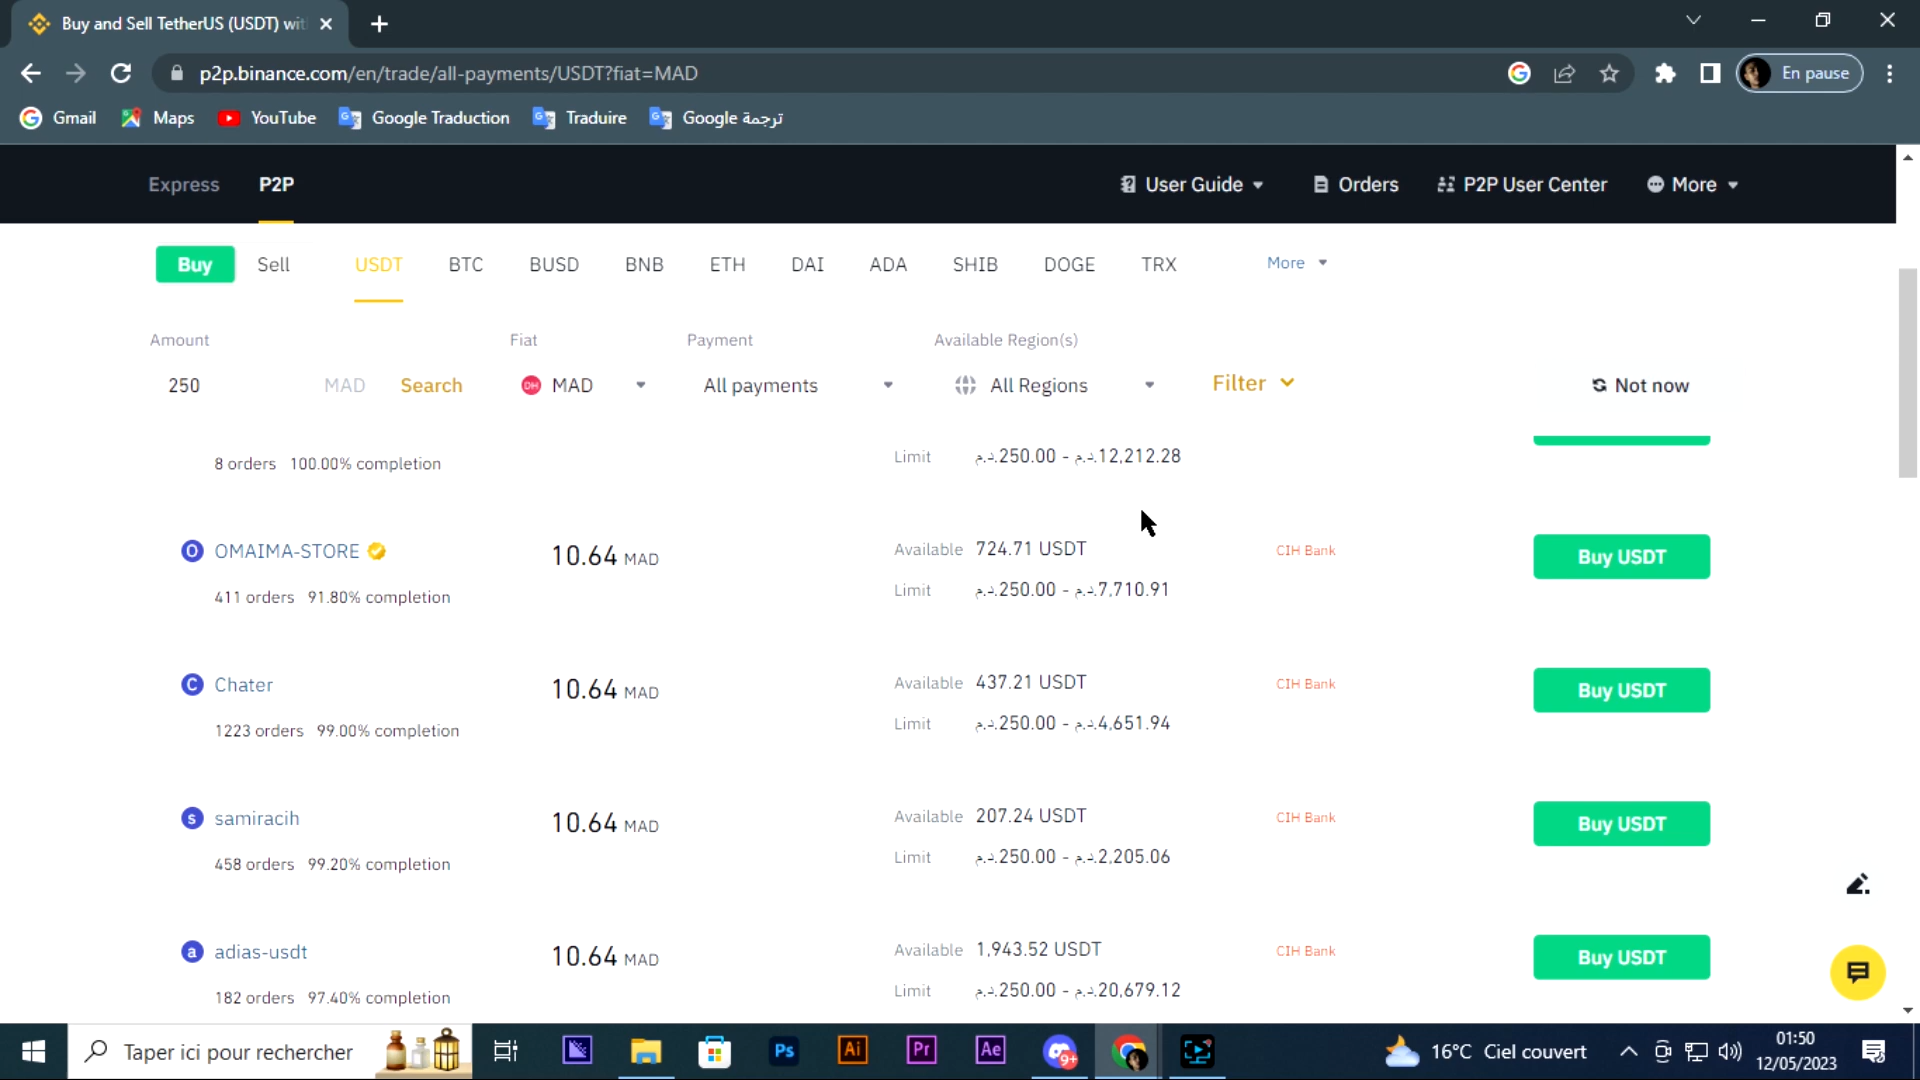 Buy and Sell TetherUS (USDT) wit
p2p.binance.com/en/trade/all-payments/USDT?fiat=MAD
En pause
Gmail Maps YouTube Google Traduction Traduire ترجمة Google
Express P2P User Guide Orders P2P User Center More
Buy Sell USDT BTC BUSD BNB ETH DAI ADA SHIB DOGE TRX More
Amount Fiat Payment Available Region(s)
250 MAD Search DH MAD All payments All Regions Filter Not now
8 orders 100.00% completion Limit د.م.250.00 - د.م.12,212.28
O OMAIMA-STORE 10.64 MAD Available 724.71 USDT CIH Bank Buy USDT
411 orders 91.80% completion Limit د.م.250.00 - د.م.7,710.91
C Chater 10.64 MAD Available 437.21 USDT CIH Bank Buy USDT
1223 orders 99.00% completion Limit د.م.250.00 - د.م.4,651.94
s samiracih 10.64 MAD Available 207.24 USDT CIH Bank Buy USDT
458 orders 99.20% completion Limit د.م.250.00 - د.م.2,205.06
a adias-usdt 10.64 MAD Available 1,943.52 USDT CIH Bank Buy USDT
182 orders 97.40% completion Limit د.م.250.00 - د.م.20,679.12
Taper ici pour rechercher Ps Ai Pr Ae 9+ 16°C Ciel couvert 01:50
12/05/2023